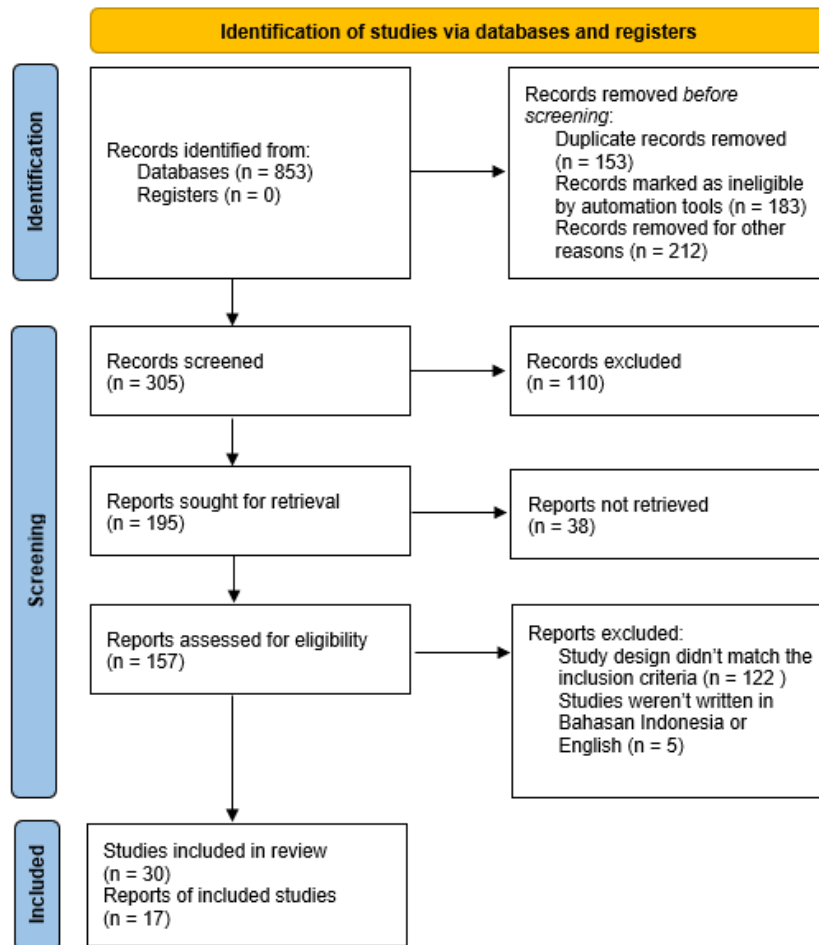 Identification of studies via databases and registers
Identification
Records identified from:
Databases (n = 853)
Registers (n = 0)
Records removed before
screening:
Duplicate records removed
(n = 153)
Records marked as ineligible
by automation tools (n = 183)
Records removed for other
reasons (n = 212)
Screening
Records screened
(n = 305)
Records excluded
(n = 110)
Reports sought for retrieval
(n = 195)
Reports not retrieved
(n = 38)
Reports assessed for eligibility
(n = 157)
Reports excluded:
Study design didn’t match the
inclusion criteria (n = 122 )
Studies weren’t written in
Bahasan Indonesia or
English (n = 5)
Included
Studies included in review
(n = 30)
Reports of included studies
(n = 17)